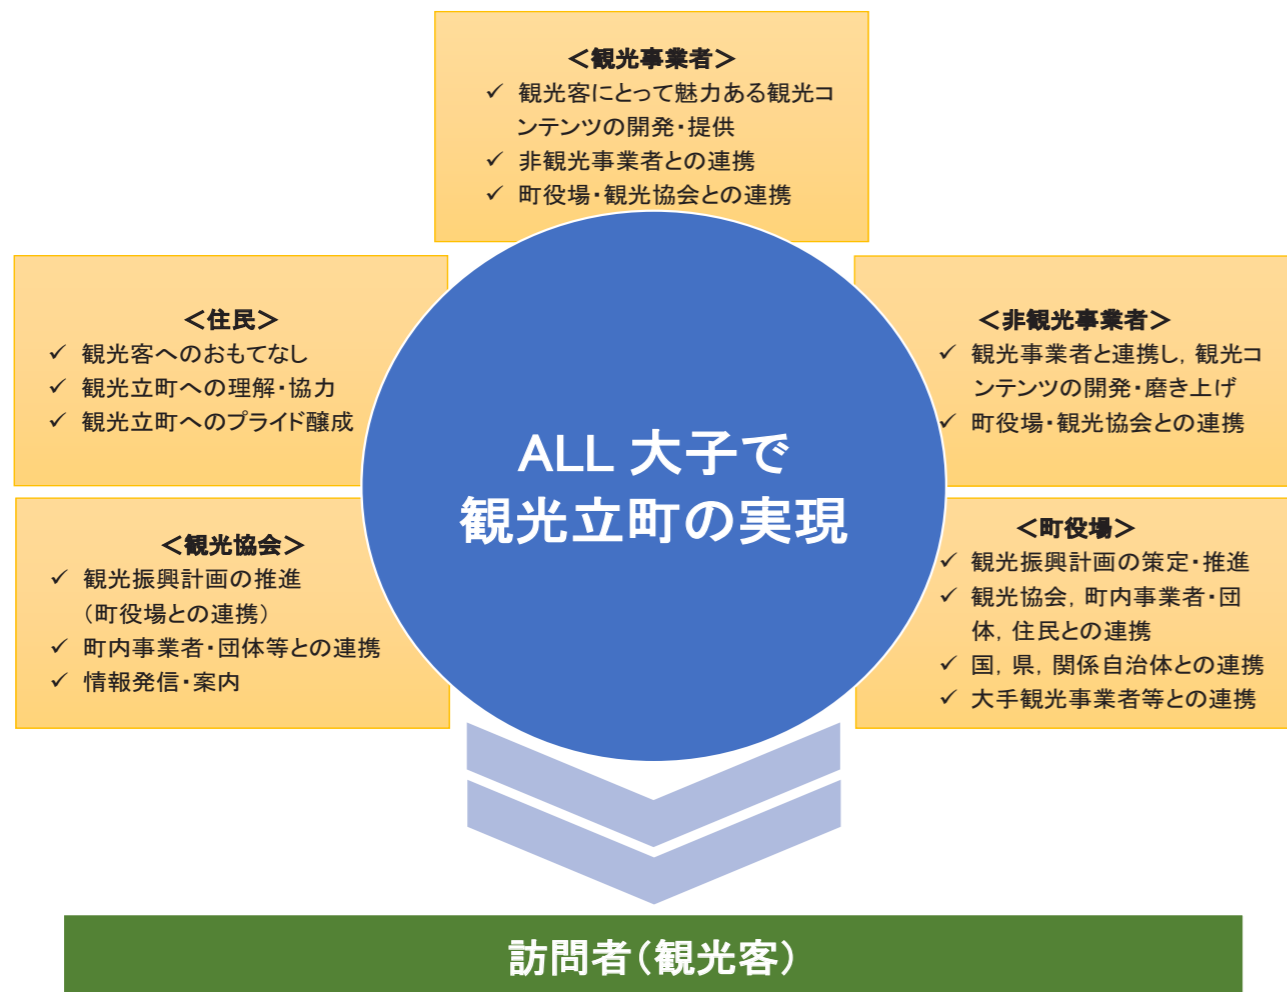 ＜観光事業者＞
✓ 観光客にとって魅力ある観光コ
ンテンツの開発・提供
✓ 非観光事業者との連携
✓ 町役場・観光協会との連携
＜住民＞
✓ 観光客へのおもてなし
✓ 観光立町への理解・協力
✓ 観光立町へのプライド醸成
＜非観光事業者＞
✓ 観光事業者と連携し，観光コ
ンテンツの開発・磨き上げ
✓ 町役場・観光協会との連携
ALL 大子で
観光立町の実現
＜観光協会＞
✓ 観光振興計画の推進
（町役場との連携）
✓ 町内事業者・団体等との連携
✓ 情報発信・案内
＜町役場＞
✓ 観光振興計画の策定・推進
✓ 観光協会，町内事業者・団
体，住民との連携
✓ 国，県，関係自治体との連携
✓ 大手観光事業者等との連携
訪問者（観光客）